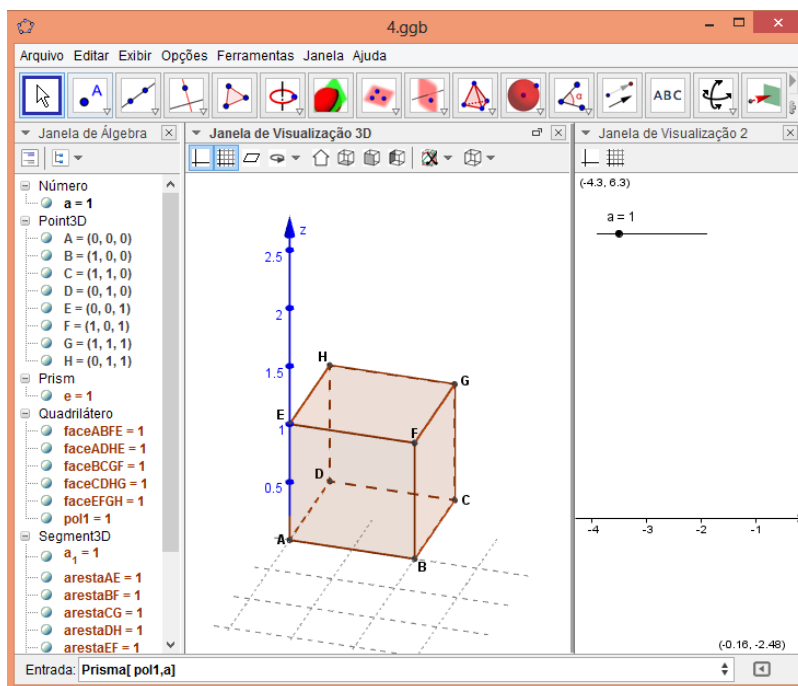 4.ggb
Arquivo Editar Exibir Opções Ferramentas Janela Ajuda
A
α
ABC
Janela de Álgebra
Janela de Visualização 3D
Janela de Visualização 2
Número
a = 1
Point3D
A = (0, 0, 0)
B = (1, 0, 0)
C = (1, 1, 0)
D = (0, 1, 0)
E = (0, 0, 1)
F = (1, 0, 1)
G = (1, 1, 1)
H = (0, 1, 1)
Prism
e = 1
Quadrilátero
faceABFE = 1
faceADHE = 1
faceBCGF = 1
faceCDHG = 1
faceEFGH = 1
pol1 = 1
Segment3D
a₁ = 1
arestaAE = 1
arestaBF = 1
arestaCG = 1
arestaDH = 1
arestaEF = 1
z
2.5
2
1.5
1
0.5
H
G
E
F
D
C
A
B
(-4.3, 6.3)
a = 1
-4 -3 -2 -1
(-0.16, -2.48)
Entrada: Prisma[ pol1,a]